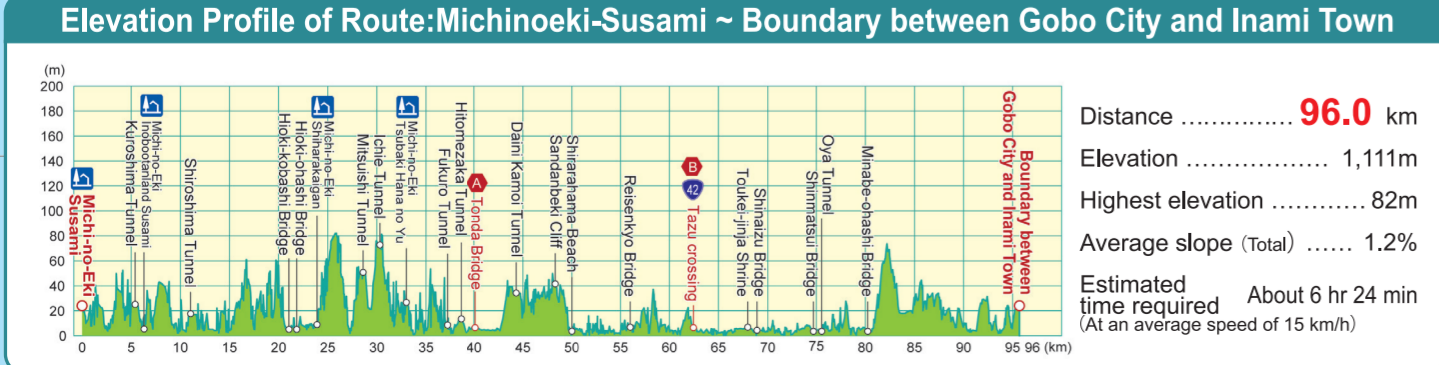 Elevation Profile of Route:Michinoeki-Susami ~ Boundary between Gobo City and Inami Town
(m)
200
180
160
140
120
100
80
60
40
20
0
Michi-no-Eki
Susami
Kuroshima-Tunnel
Michi-no-Eki
Inobootanland Susami
Shiroshima Tunnel
Hioki-kobashi Bridge
Hioki-ohashi Bridge
Michi-no-Eki
Shiharakaigan
Mitsuishi Tunnel
Ichie Tunnel
Michi-no-Eki
Tsubaki Hana no Yu
Fukuro Tunnel
Hitomezaka Tunnel
A
Tonda-Bridge
Daini Kamoi Tunnel
Sandanbeki Cliff
Shirarahama-Beach
Reisenkyo Bridge
B
42
Tazu crossing
Toukei-jinja Shrine
Shinaizu Bridge
Shinmatsui Bridge
Oya Tunnel
Minabe-ohashi-Bridge
Boundary between
Gobo City and Inami Town
0 5 10 15 20 25 30 35 40 45 50 55 60 65 70 75 80 85 90 95 96 (km)
Distance .............. 96.0 km
Elevation .................. 1,111m
Highest elevation ............ 82m
Average slope (Total) ...... 1.2%
Estimated
time required About 6 hr 24 min
(At an average speed of 15 km/h)